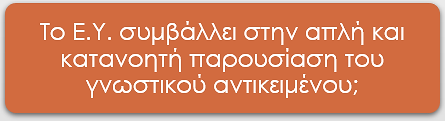 Το Ε.Υ. συμβάλλει στην απλή και
κατανοητή παρουσίαση του
γνωστικού αντικειμένου;